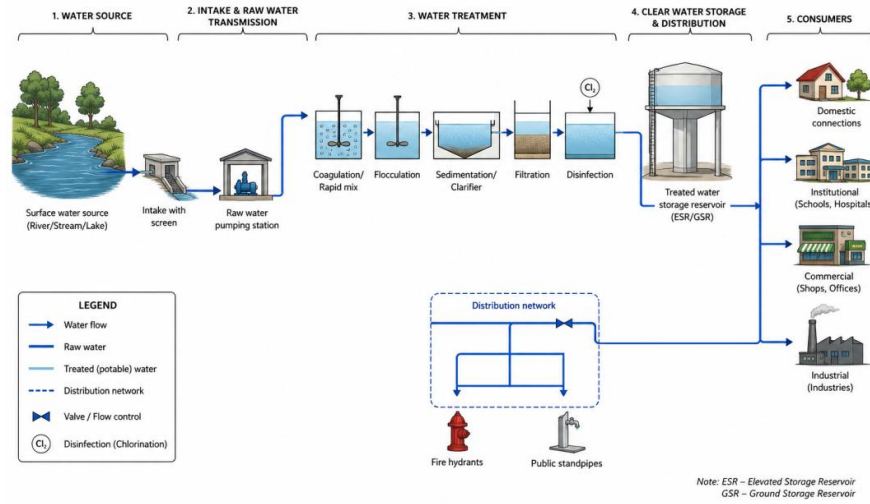 1. WATER SOURCE
2. INTAKE & RAW WATER
TRANSMISSION
3. WATER TREATMENT
4. CLEAR WATER STORAGE
& DISTRIBUTION
5. CONSUMERS
Cl₂
Surface water source
(River/Stream/Lake)
Intake with
screen
Raw water
pumping station
Coagulation/
Rapid mix
Flocculation
Sedimentation/
Clarifier
Filtration
Disinfection
Treated water
storage reservoir
(ESR/GSR)
Domestic
connections
Institutional
(Schools, Hospitals)
Commercial
(Shops, Offices)
Industrial
(Industries)
LEGEND
Water flow
Raw water
Treated (potable) water
Distribution network
Valve / Flow control
Cl₂ Disinfection (Chlorination)
Distribution network
Fire hydrants
Public standpipes
Note: ESR – Elevated Storage Reservoir
GSR – Ground Storage Reservoir